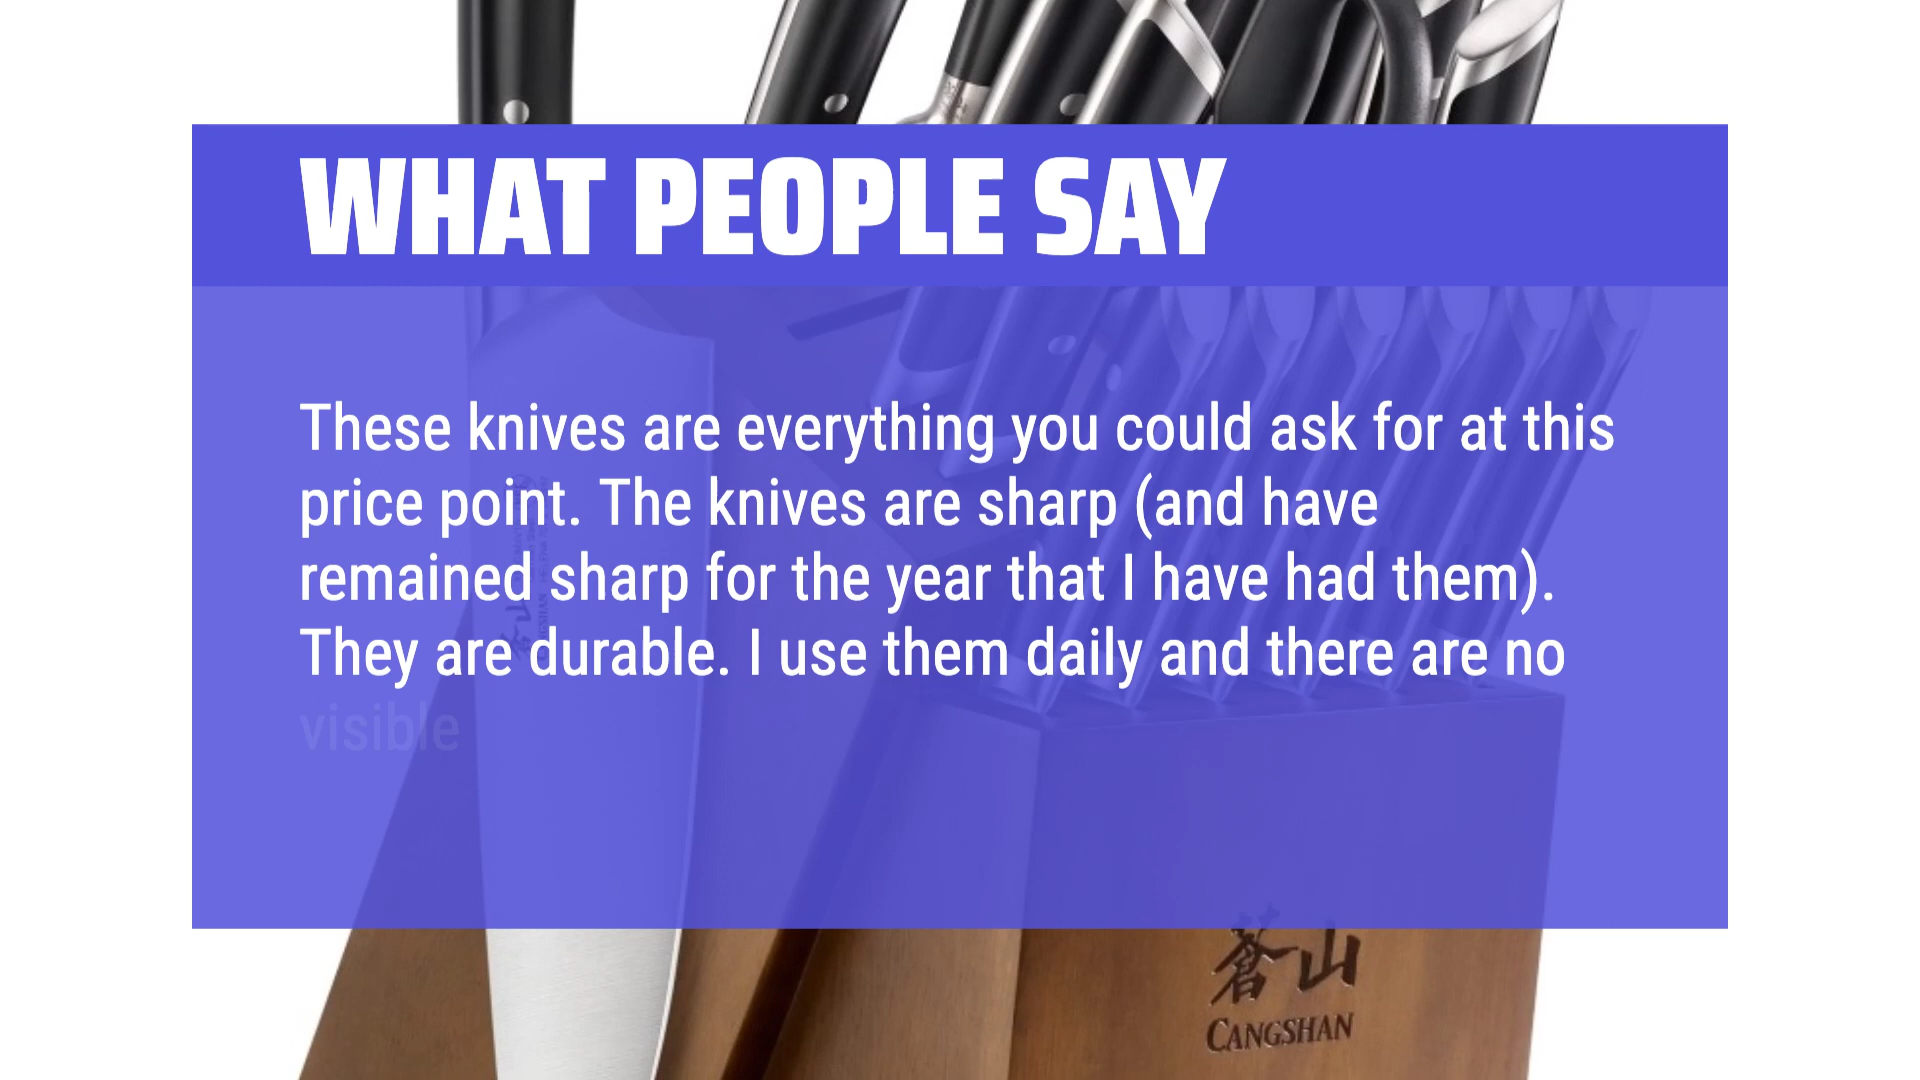 WHAT PEOPLE SAY
These knives are everything you could ask for at this
price point. The knives are sharp (and have
remained sharp for the year that I have had them).
They are durable. I use them daily and there are no
visible
蒼山
CANGSHAN